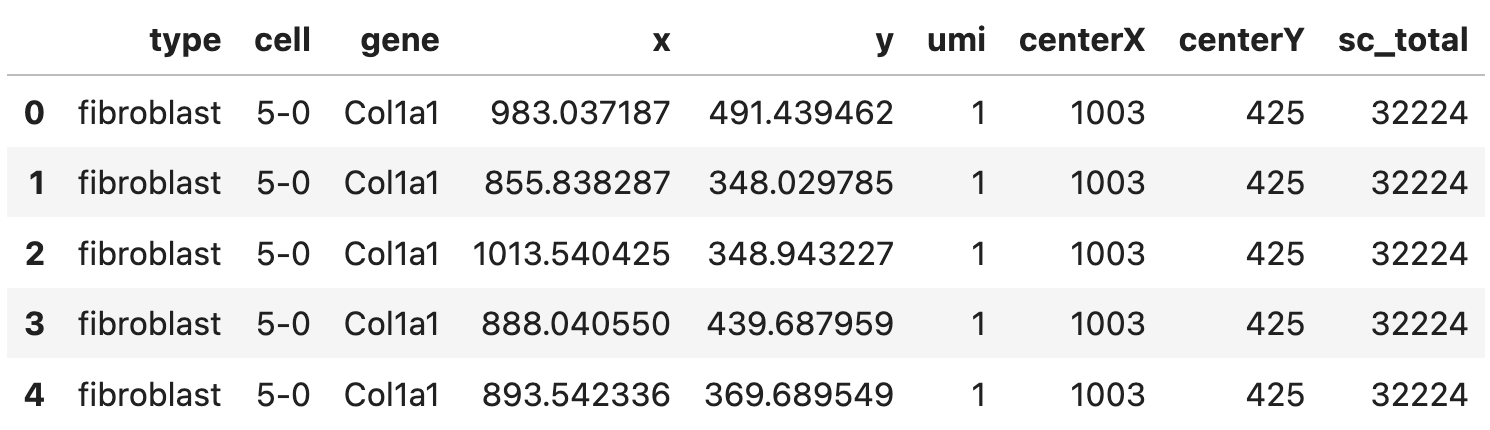 type cell gene x y umi centerX centerY sc_total
0 fibroblast 5-0 Col1a1 983.037187 491.439462 1 1003 425 32224
1 fibroblast 5-0 Col1a1 855.838287 348.029785 1 1003 425 32224
2 fibroblast 5-0 Col1a1 1013.540425 348.943227 1 1003 425 32224
3 fibroblast 5-0 Col1a1 888.040550 439.687959 1 1003 425 32224
4 fibroblast 5-0 Col1a1 893.542336 369.689549 1 1003 425 32224